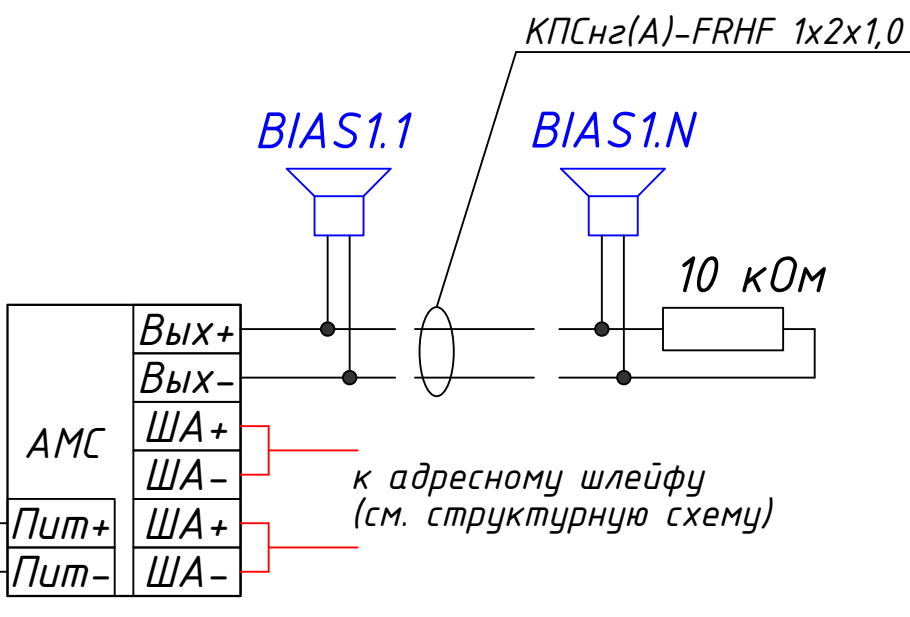 КПСнг(А)-FRHF 1х2х1,0
BIAS1.1
BIAS1.N
10 кОм
Вых+
Вых-
АМС
ША+
ША-
к адресному шлейфу
(см. структурную схему)
Пит+
ША+
Пит-
ША-